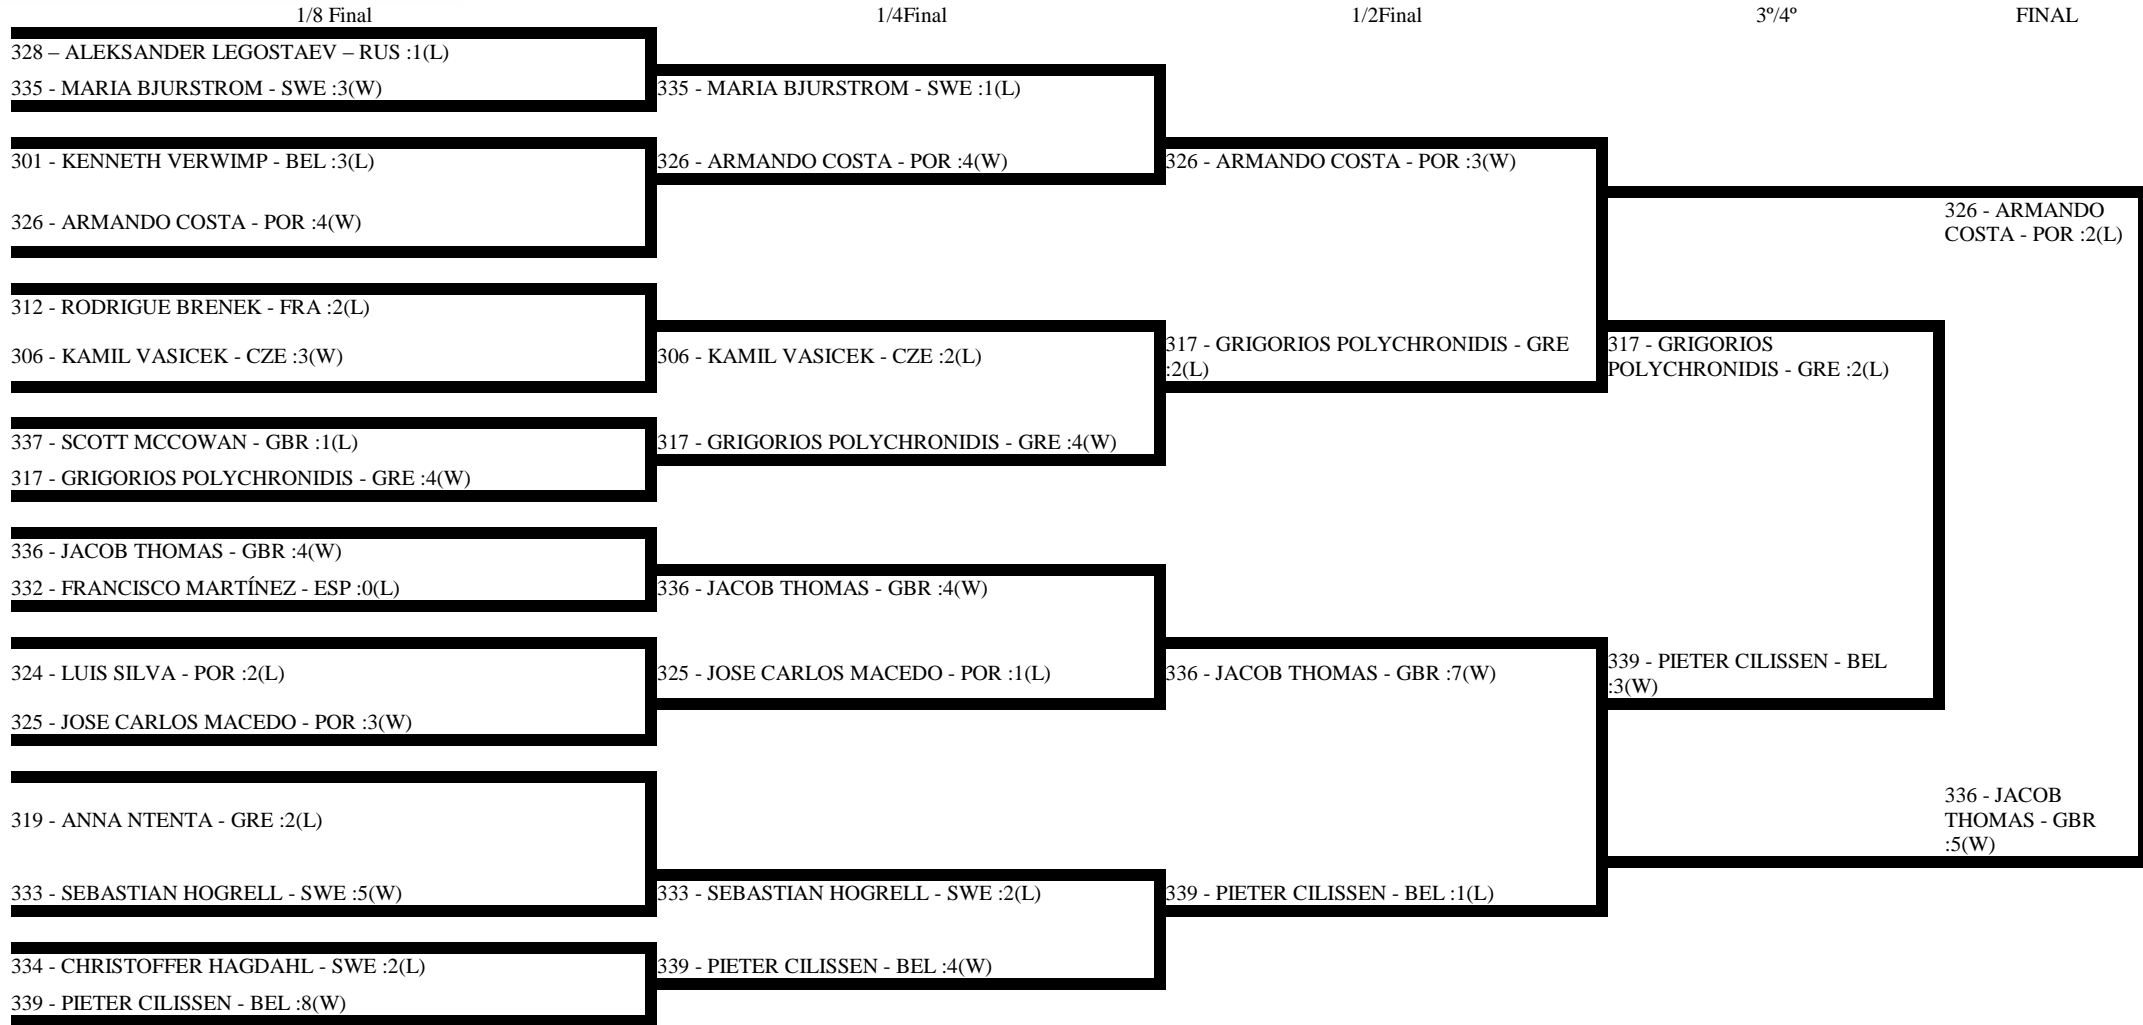 1/8 Final
1/4Final
1/2Final
3º/4º
FINAL
328 – ALEKSANDER LEGOSTAEV – RUS :1(L)
335 - MARIA BJURSTROM - SWE :3(W)
301 - KENNETH VERWIMP - BEL :3(L)
326 - ARMANDO COSTA - POR :4(W)
312 - RODRIGUE BRENEK - FRA :2(L)
306 - KAMIL VASICEK - CZE :3(W)
337 - SCOTT MCCOWAN - GBR :1(L)
317 - GRIGORIOS POLYCHRONIDIS - GRE :4(W)
336 - JACOB THOMAS - GBR :4(W)
332 - FRANCISCO MARTÍNEZ - ESP :0(L)
324 - LUIS SILVA - POR :2(L)
325 - JOSE CARLOS MACEDO - POR :3(W)
319 - ANNA NTENTA - GRE :2(L)
333 - SEBASTIAN HOGRELL - SWE :5(W)
334 - CHRISTOFFER HAGDAHL - SWE :2(L)
339 - PIETER CILISSEN - BEL :8(W)
335 - MARIA BJURSTROM - SWE :1(L)
326 - ARMANDO COSTA - POR :4(W)
306 - KAMIL VASICEK - CZE :2(L)
317 - GRIGORIOS POLYCHRONIDIS - GRE :4(W)
336 - JACOB THOMAS - GBR :4(W)
325 - JOSE CARLOS MACEDO - POR :1(L)
333 - SEBASTIAN HOGRELL - SWE :2(L)
339 - PIETER CILISSEN - BEL :4(W)
326 - ARMANDO COSTA - POR :3(W)
317 - GRIGORIOS POLYCHRONIDIS - GRE
:2(L)
336 - JACOB THOMAS - GBR :7(W)
339 - PIETER CILISSEN - BEL :1(L)
317 - GRIGORIOS
POLYCHRONIDIS - GRE :2(L)
339 - PIETER CILISSEN - BEL
:3(W)
326 - ARMANDO
COSTA - POR :2(L)
336 - JACOB
THOMAS - GBR
:5(W)